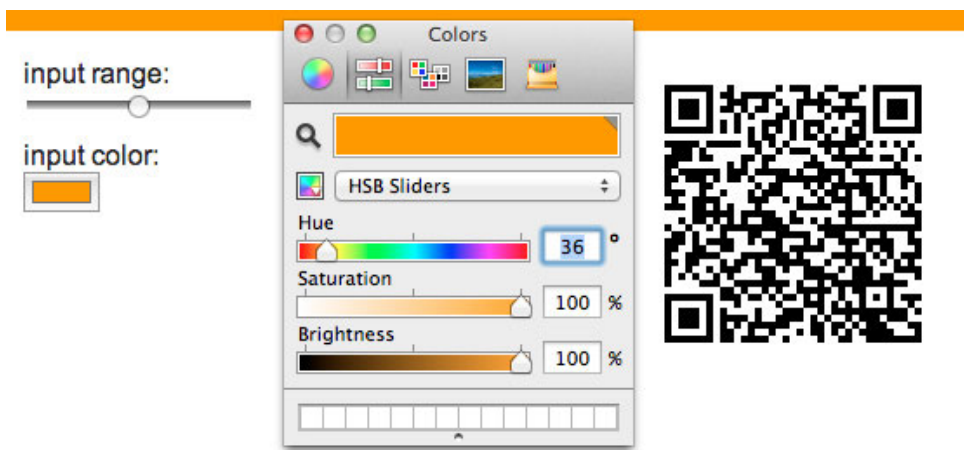 input range:
input color:
Colors
HSB Sliders
Hue
36 °
Saturation
100 %
Brightness
100 %